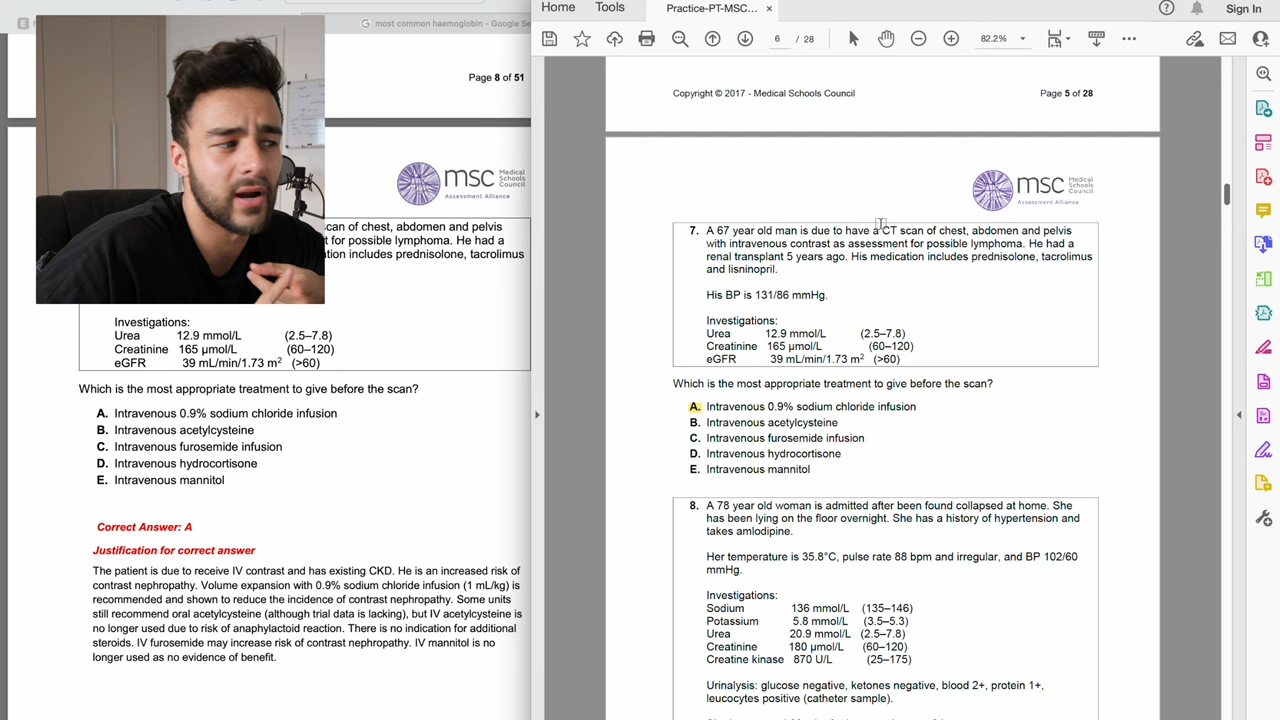 most common haemoglobin - Google Se
Page 8 of 51
msc Medical
Schools
Council
Assessment Alliance
scan of chest, abdomen and pelvis
t for possible lymphoma. He had a
tion includes prednisolone, tacrolimus
Investigations:
Urea 12.9 mmol/L (2.5–7.8)
Creatinine 165 µmol/L (60–120)
eGFR 39 mL/min/1.73 m² (>60)
Which is the most appropriate treatment to give before the scan?
A. Intravenous 0.9% sodium chloride infusion
B. Intravenous acetylcysteine
C. Intravenous furosemide infusion
D. Intravenous hydrocortisone
E. Intravenous mannitol
Correct Answer: A
Justification for correct answer
The patient is due to receive IV contrast and has existing CKD. He is an increased risk of
contrast nephropathy. Volume expansion with 0.9% sodium chloride infusion (1 mL/kg) is
recommended and shown to reduce the incidence of contrast nephropathy. Some units
still recommend oral acetylcysteine (although trial data is lacking), but IV acetylcysteine is
no longer used due to risk of anaphylactoid reaction. There is no indication for additional
steroids. IV furosemide may increase risk of contrast nephropathy. IV mannitol is no
longer used as no evidence of benefit.
Home Tools Practice-PT-MSC... × Sign In
6 / 28 82.2%
Copyright © 2017 - Medical Schools Council Page 5 of 28
msc Medical
Schools
Council
Assessment Alliance
7. A 67 year old man is due to have a CT scan of chest, abdomen and pelvis
with intravenous contrast as assessment for possible lymphoma. He had a
renal transplant 5 years ago. His medication includes prednisolone, tacrolimus
and lisninopril.
His BP is 131/86 mmHg.
Investigations:
Urea 12.9 mmol/L (2.5–7.8)
Creatinine 165 µmol/L (60–120)
eGFR 39 mL/min/1.73 m² (>60)
Which is the most appropriate treatment to give before the scan?
A. Intravenous 0.9% sodium chloride infusion
B. Intravenous acetylcysteine
C. Intravenous furosemide infusion
D. Intravenous hydrocortisone
E. Intravenous mannitol
8. A 78 year old woman is admitted after been found collapsed at home. She
has been lying on the floor overnight. She has a history of hypertension and
takes amlodipine.
Her temperature is 35.8°C, pulse rate 88 bpm and irregular, and BP 102/60
mmHg.
Investigations:
Sodium 136 mmol/L (135–146)
Potassium 5.8 mmol/L (3.5–5.3)
Urea 20.9 mmol/L (2.5–7.8)
Creatinine 180 µmol/L (60–120)
Creatine kinase 870 U/L (25–175)
Urinalysis: glucose negative, ketones negative, blood 2+, protein 1+,
leucocytes positive (catheter sample).